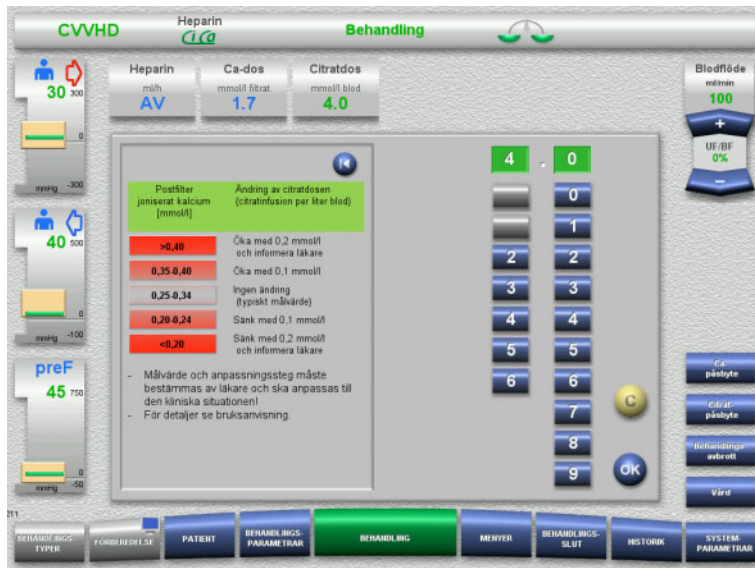 CVVHD
Heparin
CiCa
Behandling
30 300
0
mmHg -300
40 500
0
mmHg -100
preF
45 750
0
mmHg -50
Heparin
ml/h
AV
Ca-dos
mmol/l filtrat
1.7
Citratdos
mmol/l blod
4.0
Blodflöde
ml/min
100
+
UF/BF
0%
−
Postfilter
joniserat kalcium
[mmol/l]
Ändring av citratdosen
(citratinfusion per liter blod)
>0,40
Öka med 0,2 mmol/l
och informera läkare
0,35-0,40
Öka med 0,1 mmol/l
0,25-0,34
Ingen ändring
(typiskt målvärde)
0,20-0,24
Sänk med 0,1 mmol/l
<0,20
Sänk med 0,2 mmol/l
och informera läkare
- Målvärde och anpassningssteg måste
bestämmas av läkare och ska anpassas till
den kliniska situationen!
- För detaljer se bruksanvisning.
4 . 0
0
1
2 2
3 3
4 4
5 5
6 6
7
8
9
C
OK
Ca-
påsbyte
Citrat-
påsbyte
Behandlings-
avbrott
Vård
211
BEHANDLINGS-
TYPER
FÖRBEREDELSE
PATIENT
BEHANDLINGS-
PARAMETRAR
BEHANDLING
MENYER
BEHANDLINGS-
SLUT
HISTORIK
SYSTEM-
PARAMETRAR